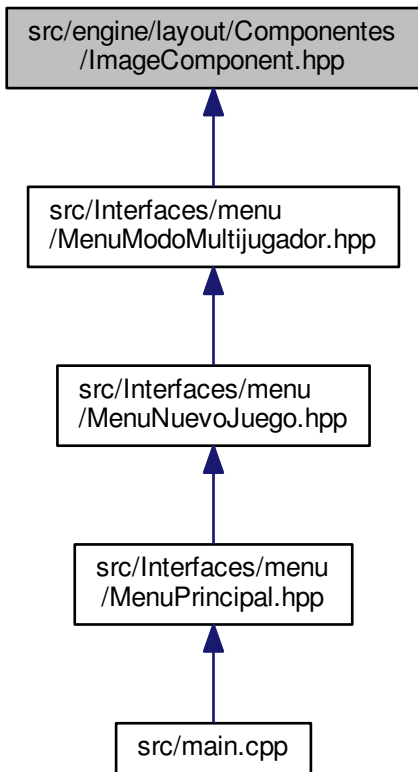 src/engine/layout/Componentes
/ImageComponent.hpp
src/Interfaces/menu
/MenuModoMultijugador.hpp
src/Interfaces/menu
/MenuNuevoJuego.hpp
src/Interfaces/menu
/MenuPrincipal.hpp
src/main.cpp